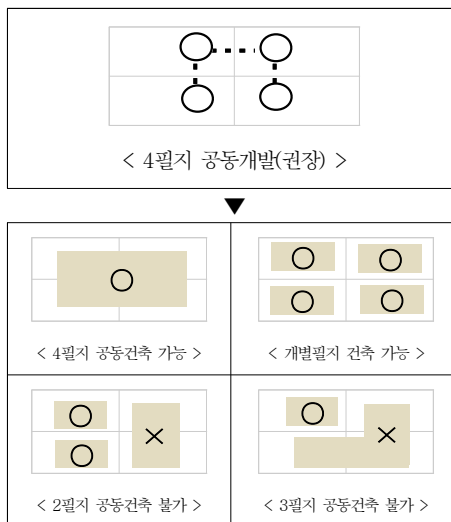 < 4필지 공동개발(권장) >
< 4필지 공동건축 가능 >
< 개별필지 건축 가능 >
< 2필지 공동건축 불가 >
< 3필지 공동건축 불가 >